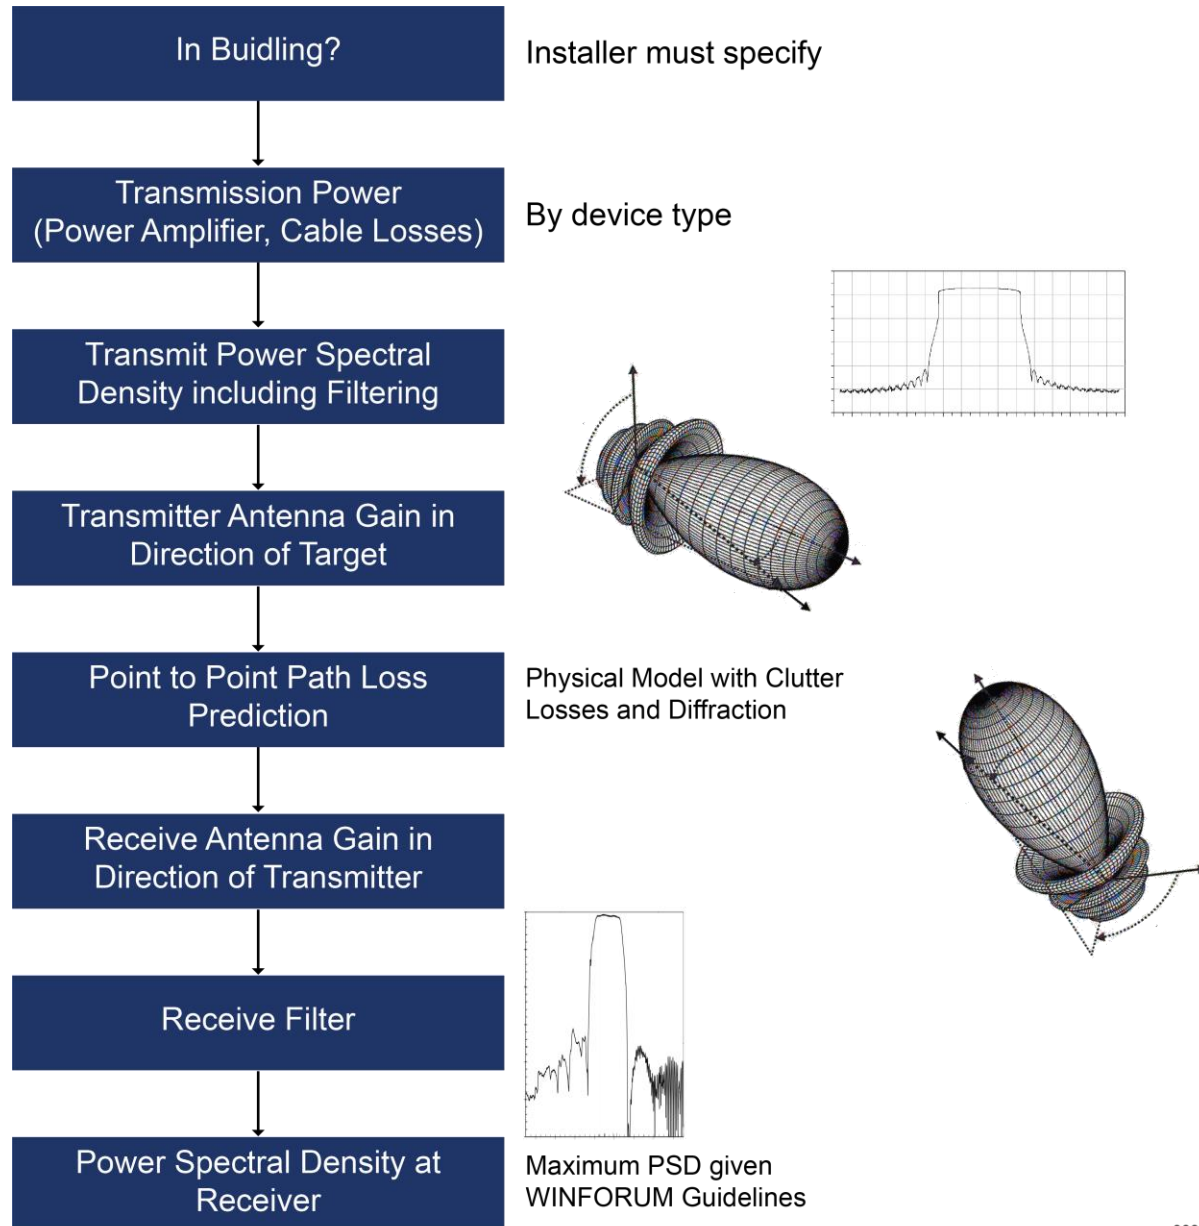 In Buidling?
Installer must specify
Transmission Power
(Power Amplifier, Cable Losses)
By device type
Transmit Power Spectral
Density including Filtering
Transmitter Antenna Gain in
Direction of Target
Point to Point Path Loss
Prediction
Physical Model with Clutter
Losses and Diffraction
Receive Antenna Gain in
Direction of Transmitter
Receive Filter
Power Spectral Density at
Receiver
Maximum PSD given
WINFORUM Guidelines